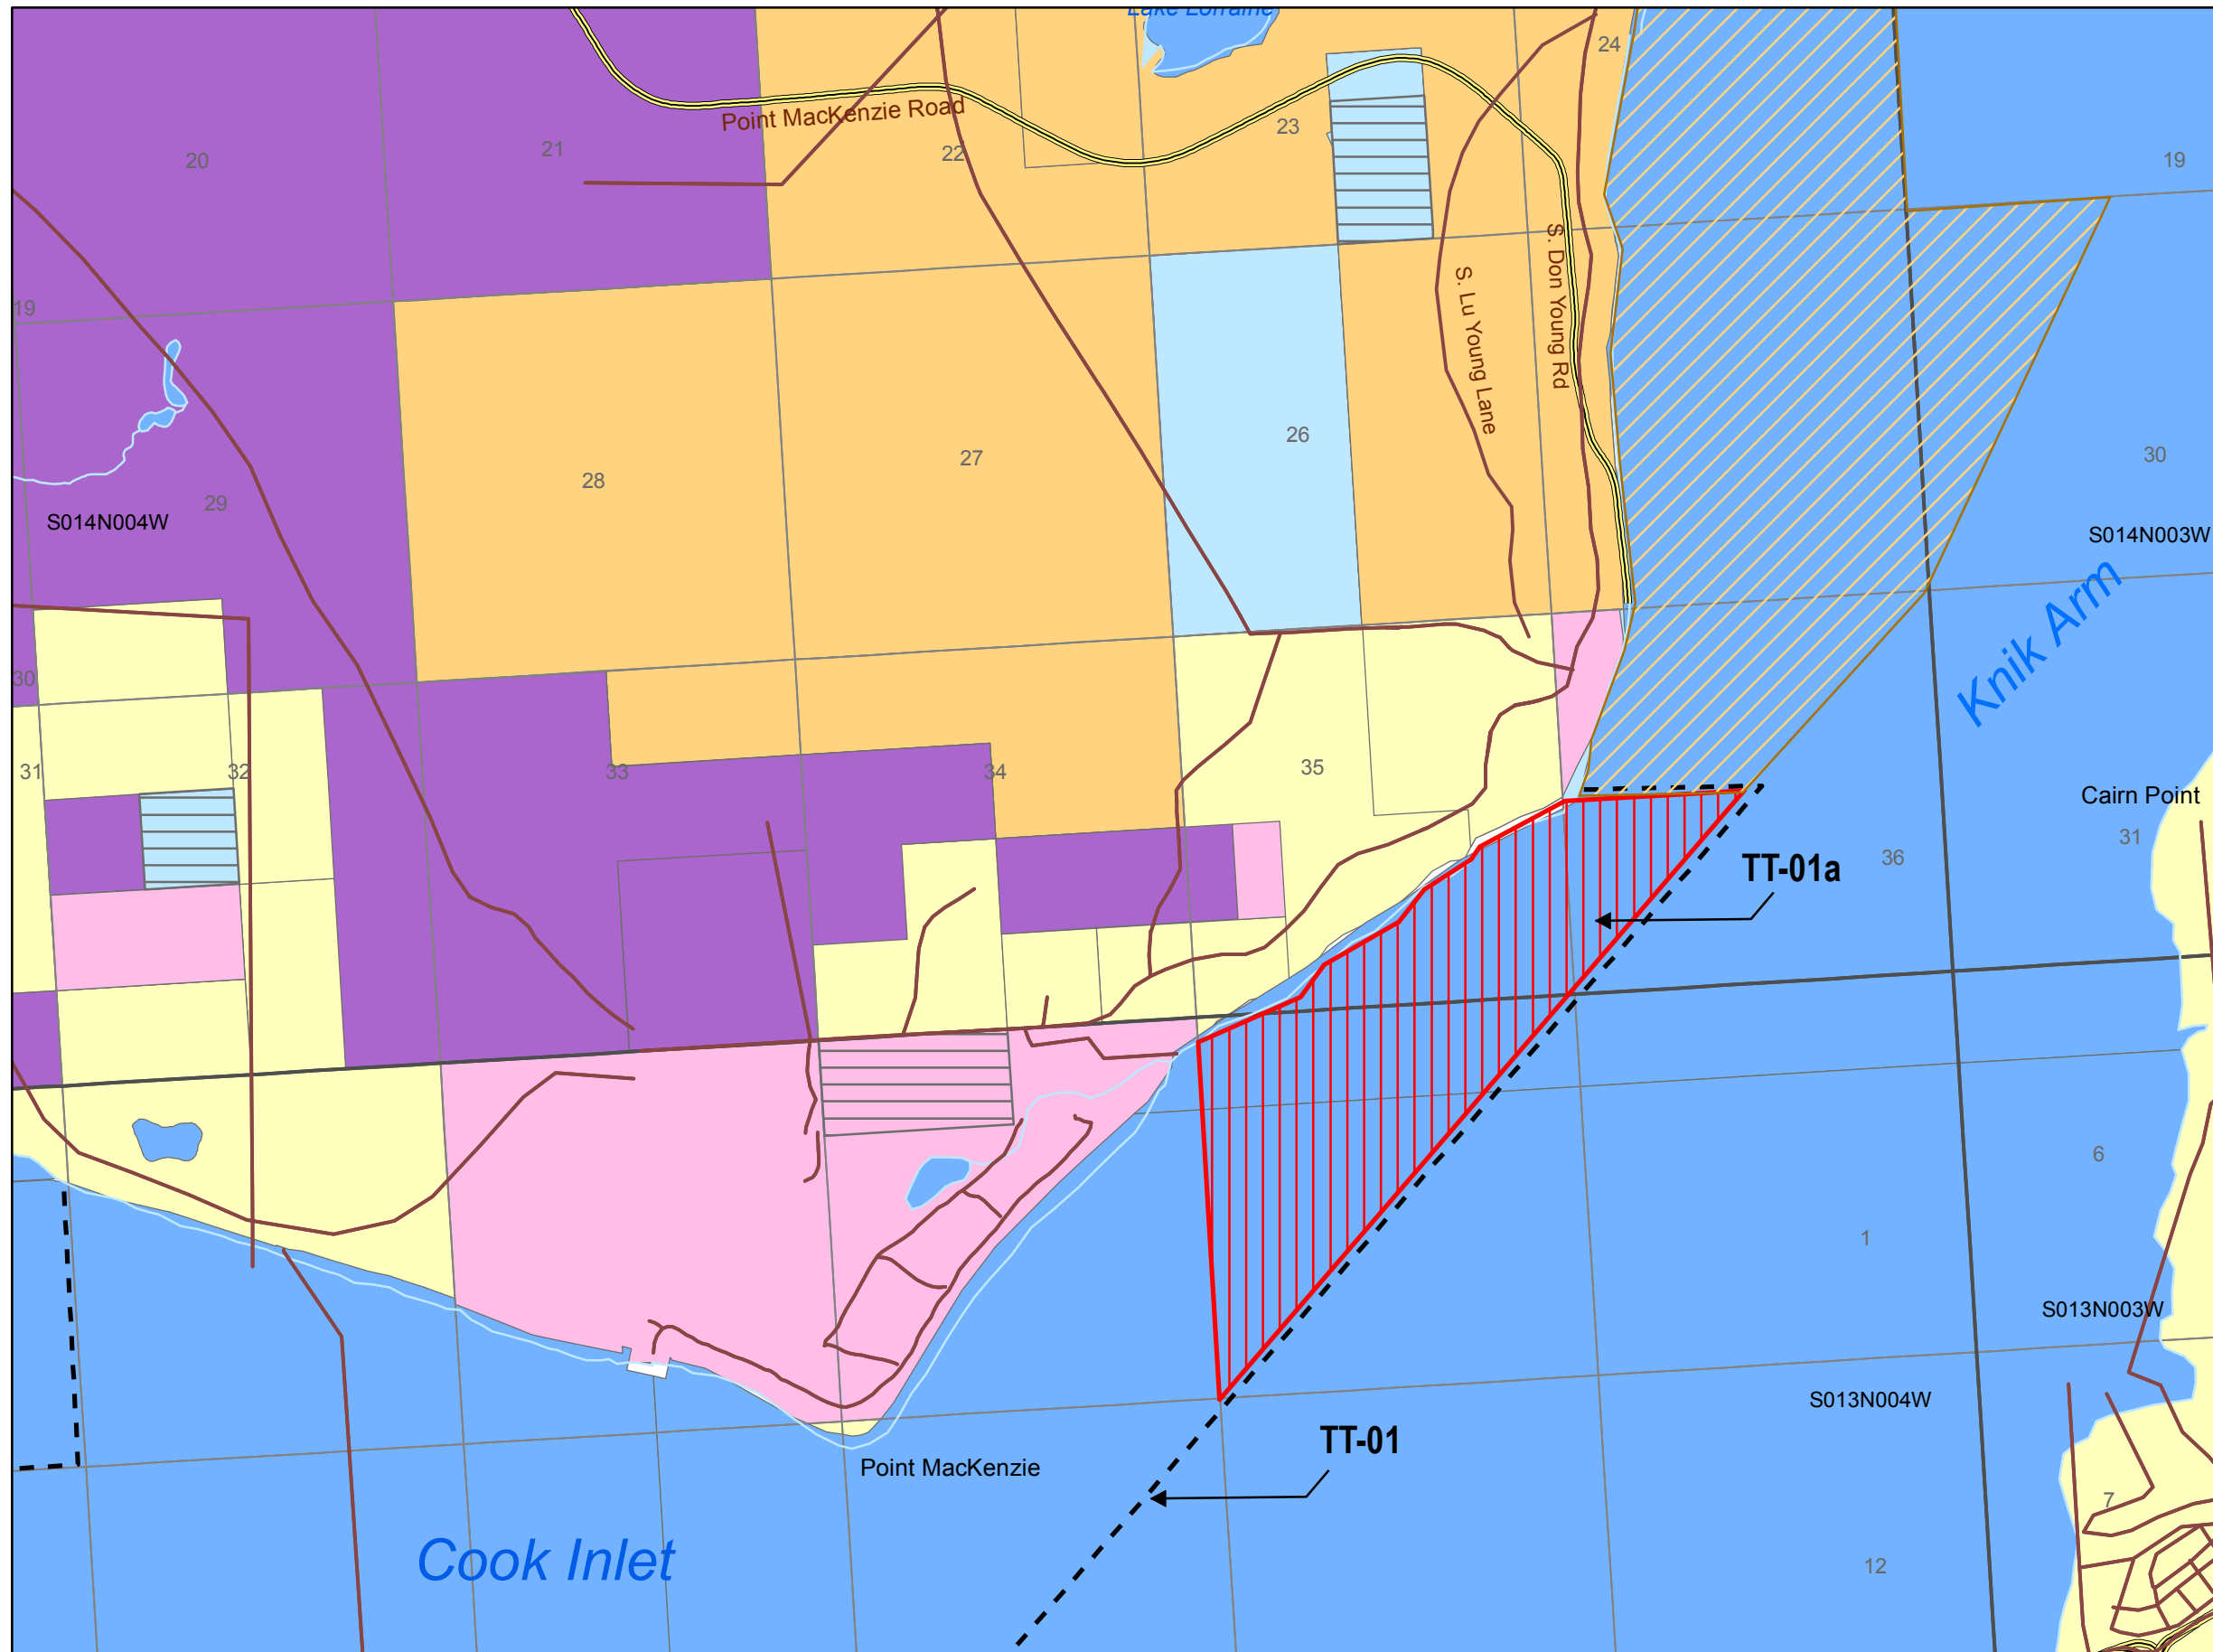 Lake Lorraine
24
Point MacKenzie Road
23
22
21
20
19
19
S. Don Young Rd
S. Lu Young Lane
26
27
28
29
30
S014N004W
S014N003W
Knik Arm
30
31
32
33
34
35
Cairn Point
31
36
TT-01a
6
1
S013N003W
S013N004W
TT-01
Point MacKenzie
7
Cook Inlet
12